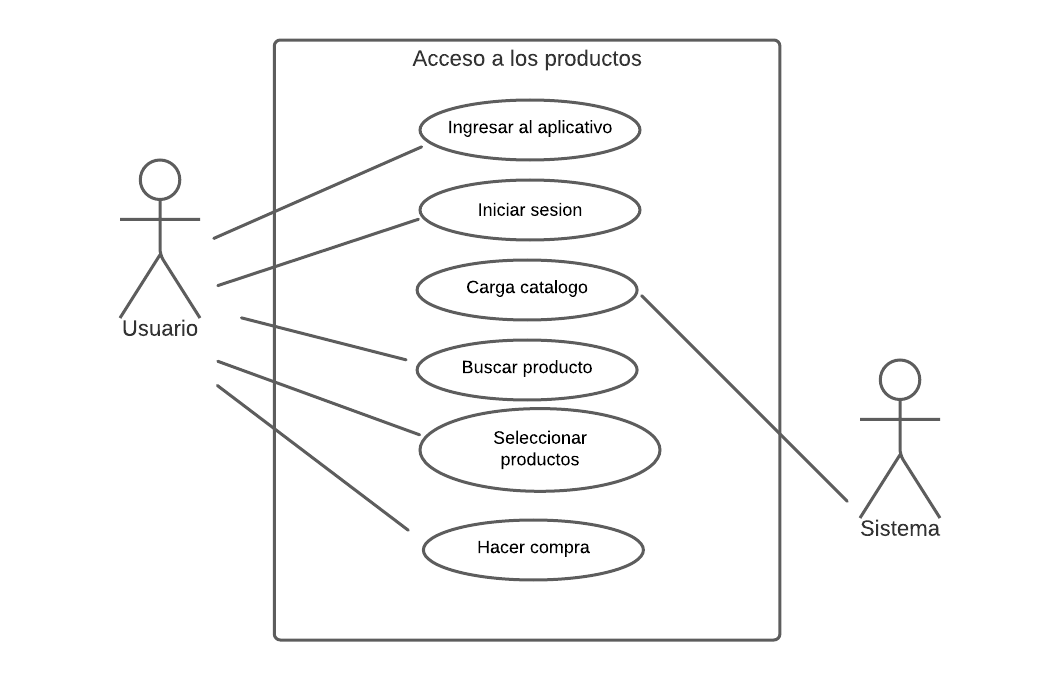 Acceso a los productos
Ingresar al aplicativo
Iniciar sesion
Carga catalogo
Usuario
Buscar producto
Seleccionar
productos
Sistema
Hacer compra